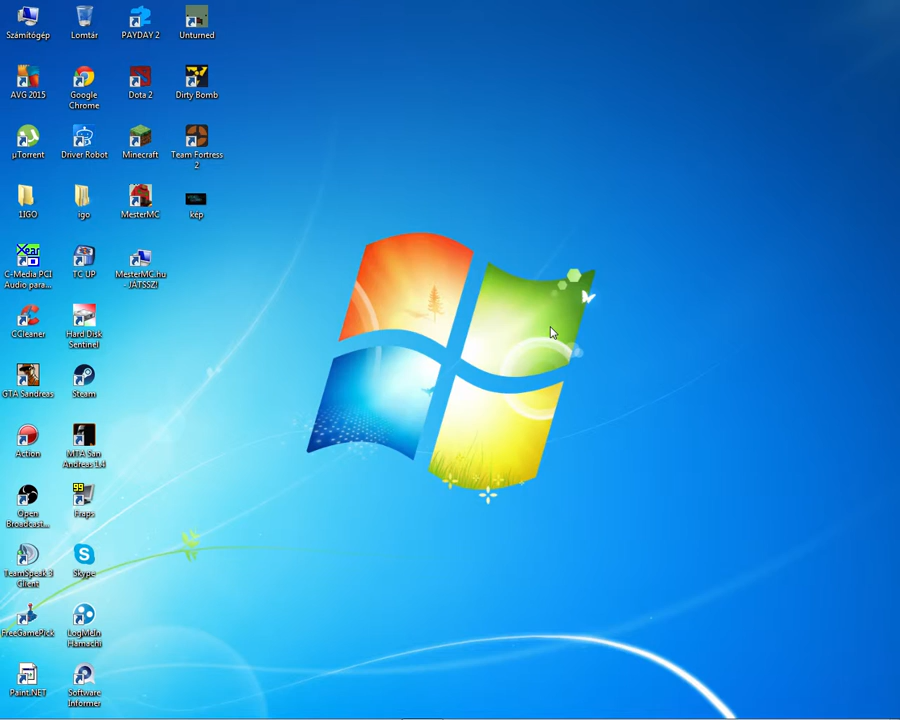 Számítógép
Lomtár
PAYDAY 2
Unturned
AVG 2015
Google
Chrome
Dota 2
Dirty Bomb
µTorrent
Driver Robot
Minecraft
Team Fortress
2
1IGO
igo
MesterMC
kép
Xear
C-Media PCI
Audio para...
TC UP
MesterMC.hu
- JÁTSSZ!
CCleaner
Hard Disk
Sentinel
GTA Sandreas
Steam
Action
MTA San
Andreas 1.4
Open
Broadcast...
99
Fraps
TeamSpeak 3
Client
Skype
FreeGamePick
LogMeIn
Hamachi
Paint.NET
Software
Informer